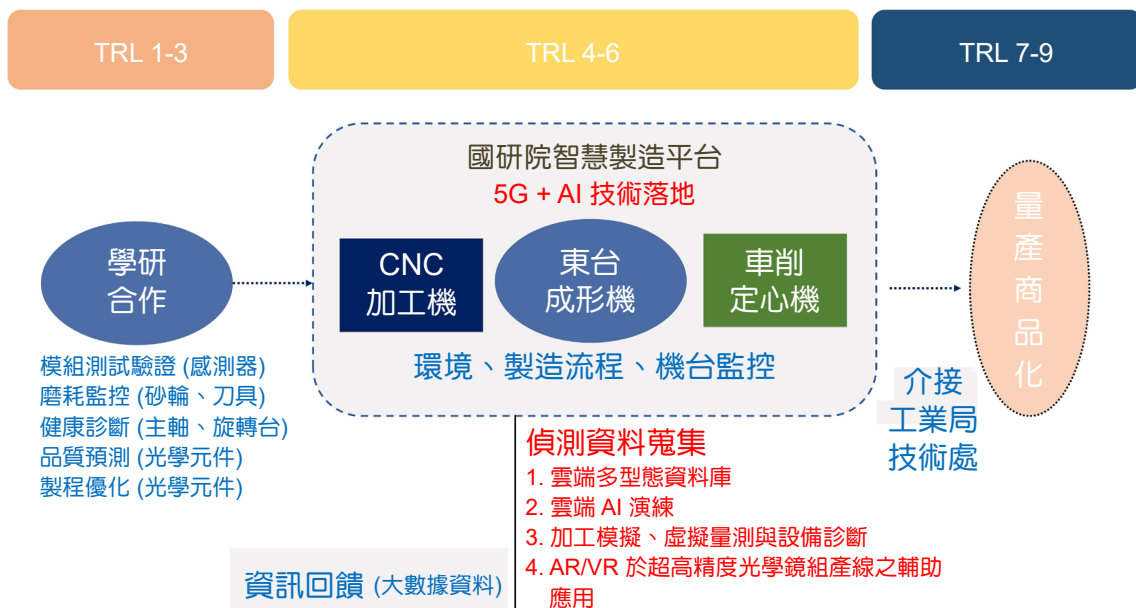 TRL 1-3
TRL 4-6
TRL 7-9
國研院智慧製造平台
5G + AI 技術落地
學研
合作
CNC
加工機
東台
成形機
車削
定心機
量產商品化
環境、製造流程、機台監控
模組測試驗證 (感測器)
磨耗監控 (砂輪、刀具)
健康診斷 (主軸、旋轉台)
品質預測 (光學元件)
製程優化 (光學元件)
介接
工業局
技術處
偵測資料蒐集
1. 雲端多型態資料庫
2. 雲端 AI 演練
3. 加工模擬、虛擬量測與設備診斷
4. AR/VR 於超高精度光學鏡組產線之輔助
應用
資訊回饋 (大數據資料)